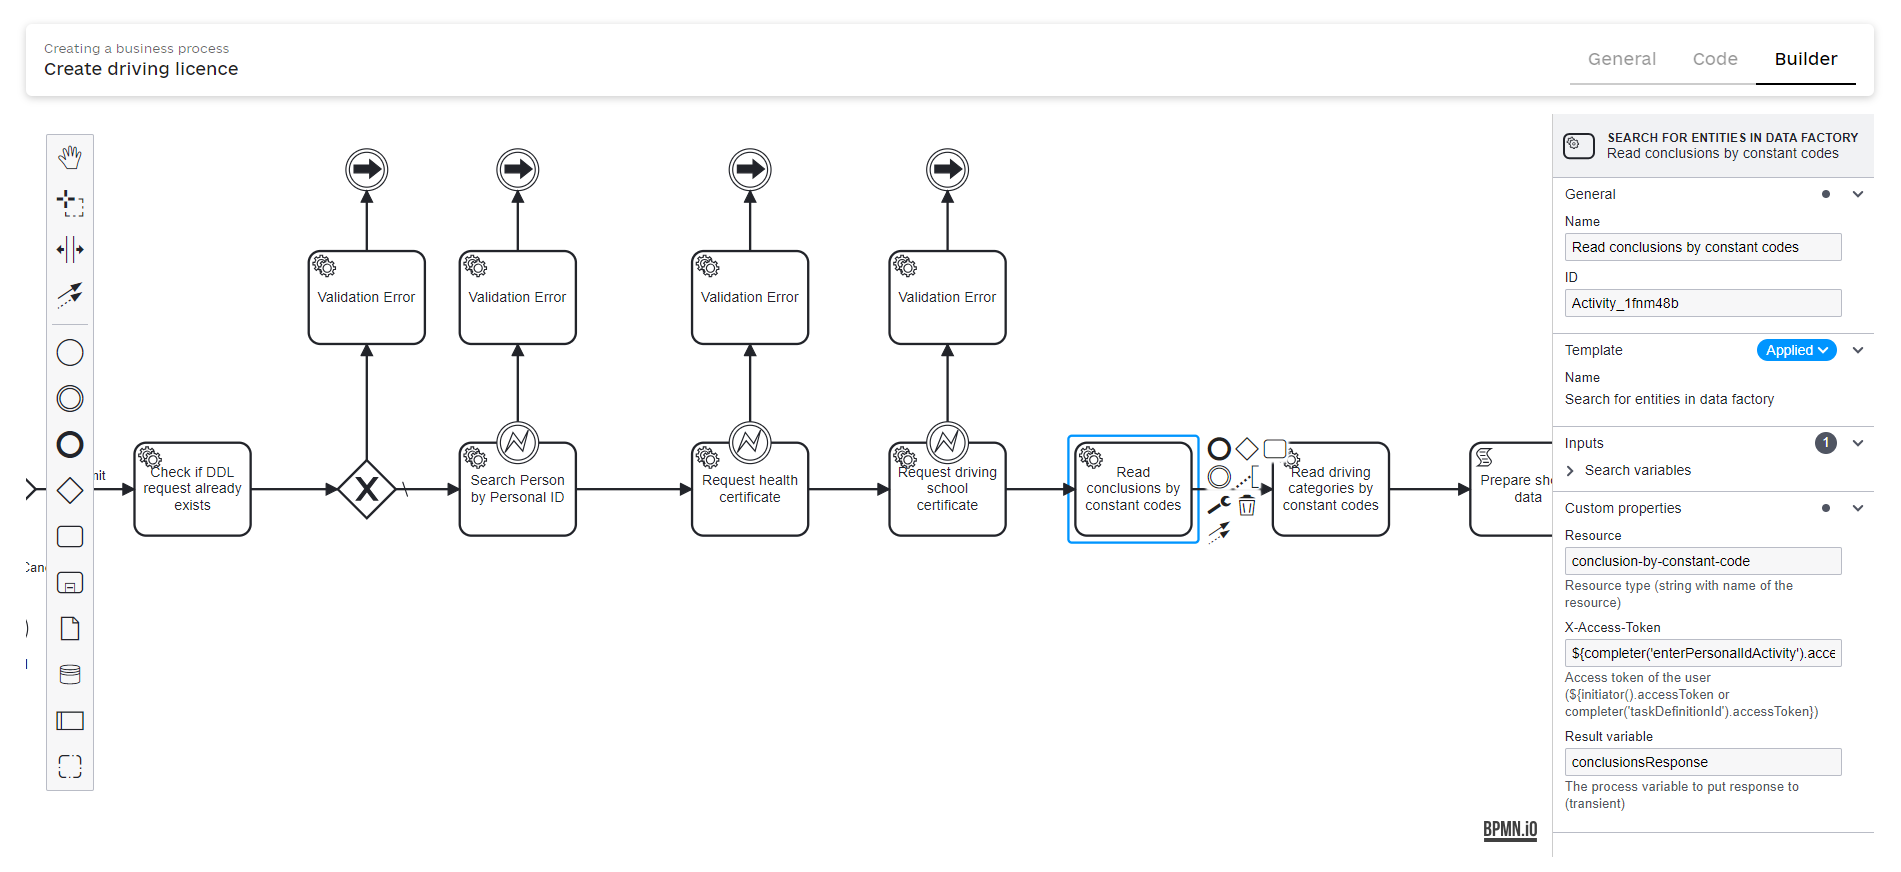 Creating a business process
Create driving licence
General
Code
Builder
Validation Error
Validation Error
Validation Error
Validation Error
Check if DDL
request already
exists
X
Search Person
by Personal ID
Request health
certificate
Request driving
school
certificate
Read
conclusions by
constant codes
Read driving
categories by
constant codes
Prepare
data
BPMN.iO
SEARCH FOR ENTITIES IN DATA FACTORY
Read conclusions by constant codes
General
Name
Read conclusions by constant codes
ID
Activity_1fnm48b
Template
Applied
Name
Search for entities in data factory
Inputs
1
Search variables
Custom properties
Resource
conclusion-by-constant-code
Resource type (string with name of the
resource)
X-Access-Token
${completer('enterPersonalIdActivity').acce
Access token of the user
(${initiator().accessToken or
completer('taskDefinitionId').accessToken})
Result variable
conclusionsResponse
The process variable to put response to
(transient)